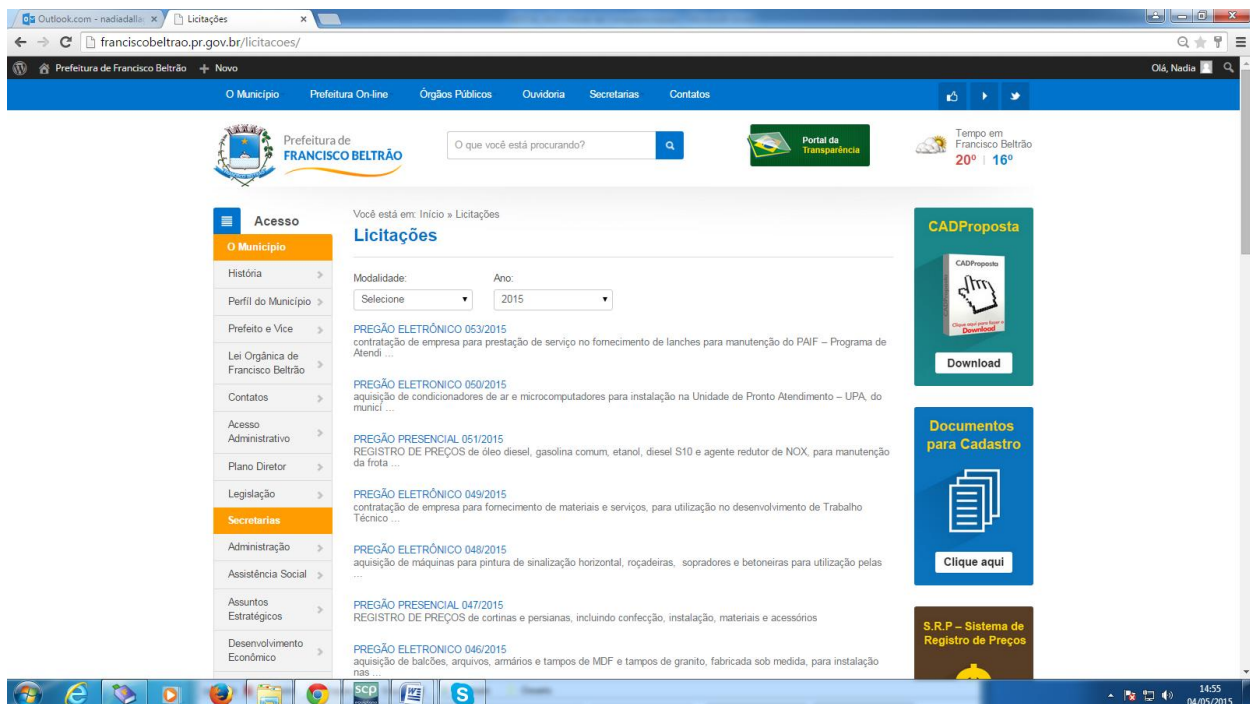 Outlook.com - nadiadalla
Licitações
franciscobeltrao.pr.gov.br/licitacoes/
Prefeitura de Francisco Beltrão
Novo
Olá, Nadia
O Município Prefeitura On-line Órgãos Públicos Ouvidoria Secretarias Contatos
Prefeitura de
FRANCISCO BELTRÃO
O que você está procurando?
Portal da
Transparência
Tempo em
Francisco Beltrão
20º | 16º
Acesso
O Município
História
Perfil do Município
Prefeito e Vice
Lei Orgânica de
Francisco Beltrão
Contatos
Acesso
Administrativo
Plano Diretor
Legislação
Secretarias
Administração
Assistência Social
Assuntos
Estratégicos
Desenvolvimento
Econômico
Você está em: Início » Licitações
Licitações
Modalidade: Ano:
Selecione 2015
PREGÃO ELETRÔNICO 053/2015
contratação de empresa para prestação de serviço no fornecimento de lanches para manutenção do PAIF – Programa de
Atendi ...
PREGÃO ELETRONICO 050/2015
aquisição de condicionadores de ar e microcomputadores para instalação na Unidade de Pronto Atendimento – UPA, do
municí ...
PREGÃO PRESENCIAL 051/2015
REGISTRO DE PREÇOS de óleo diesel, gasolina comum, etanol, diesel S10 e agente redutor de NOX, para manutenção
da frota ...
PREGÃO ELETRÔNICO 049/2015
contratação de empresa para fornecimento de materiais e serviços, para utilização no desenvolvimento de Trabalho
Técnico ...
PREGÃO ELETRÔNICO 048/2015
aquisição de máquinas para pintura de sinalização horizontal, roçadeiras, sopradores e betoneiras para utilização pelas
...
PREGÃO PRESENCIAL 047/2015
REGISTRO DE PREÇOS de cortinas e persianas, incluindo confecção, instalação, materiais e acessórios
PREGÃO ELETRONICO 046/2015
aquisição de balcões, arquivos, armários e tampos de MDF e tampos de granito, fabricada sob medida, para instalação
nas ...
CADProposta
CADProposta
Clique aqui para fazer o
Download
Download
Documentos
para Cadastro
Clique aqui
S.R.P – Sistema de
Registro de Preços
scp
14:55
04/05/2015